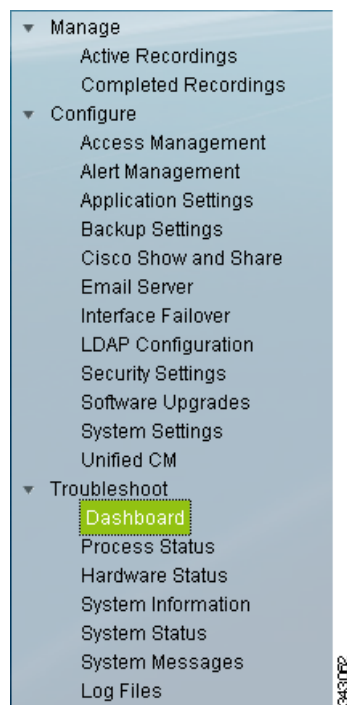 Manage
Active Recordings
Completed Recordings
Configure
Access Management
Alert Management
Application Settings
Backup Settings
Cisco Show and Share
Email Server
Interface Failover
LDAP Configuration
Security Settings
Software Upgrades
System Settings
Unified CM
Troubleshoot
Dashboard
Process Status
Hardware Status
System Information
System Status
System Messages
Log Files
343062